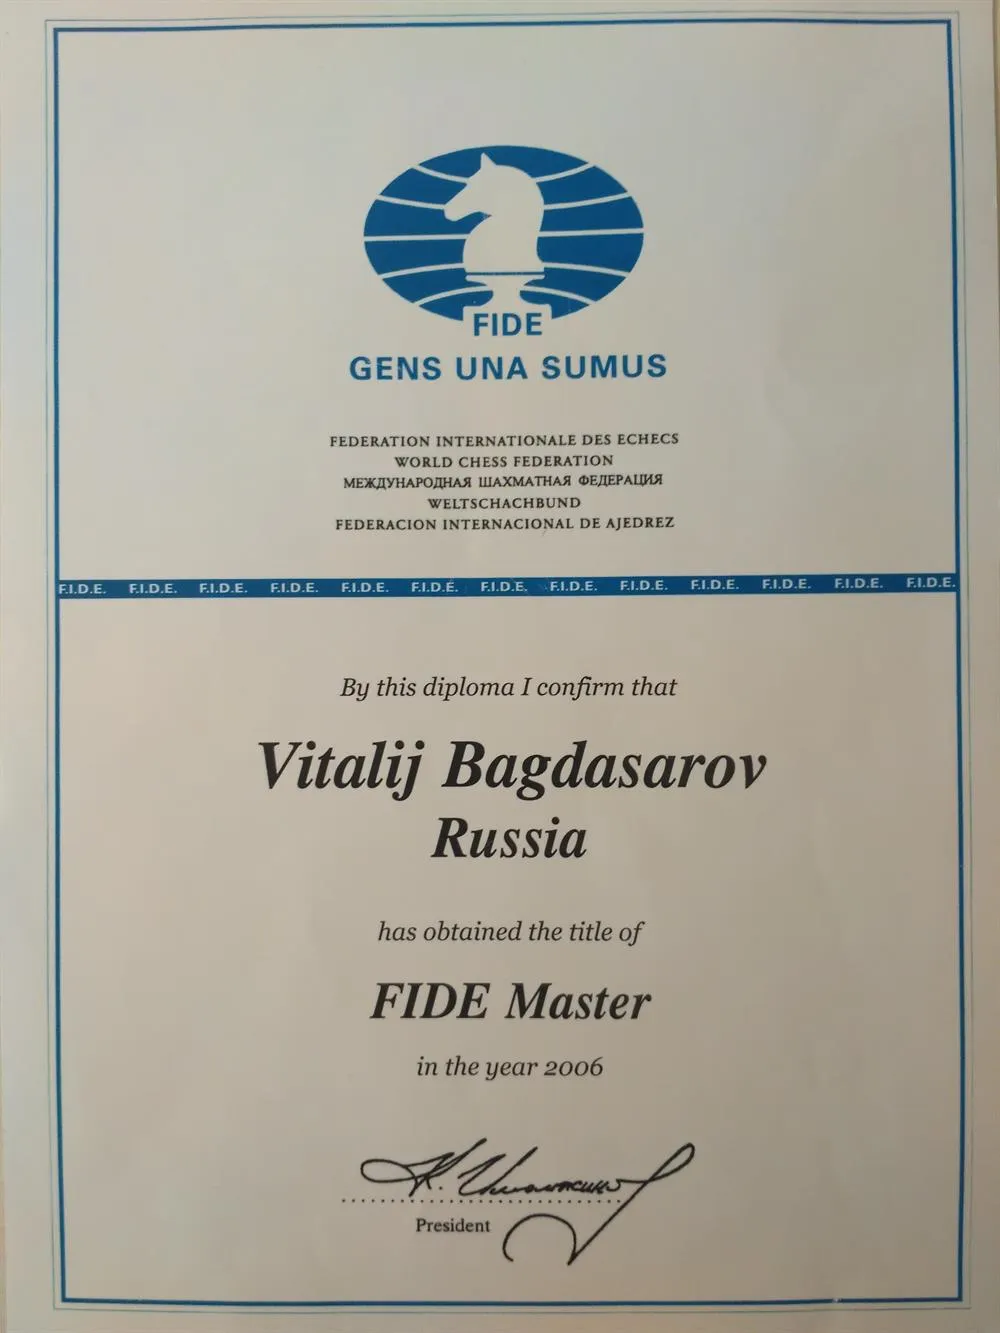 FIDE
GENS UNA SUMUS
FEDERATION INTERNATIONALE DES ECHECS
WORLD CHESS FEDERATION
МЕЖДУНАРОДНАЯ ШАХМАТНАЯ ФЕДЕРАЦИЯ
WELTSCHACHBUND
FEDERACION INTERNACIONAL DE AJEDREZ
F.I.D.E. F.I.D.E. F.I.D.E. F.I.D.E. F.I.D.E. F.I.D.E. F.I.D.E. F.I.D.E. F.I.D.E. F.I.D.E. F.I.D.E. F.I.D.E. F.I.D.E.
By this diploma I confirm that
Vitalij Bagdasarov
Russia
has obtained the title of
FIDE Master
in the year 2006
President